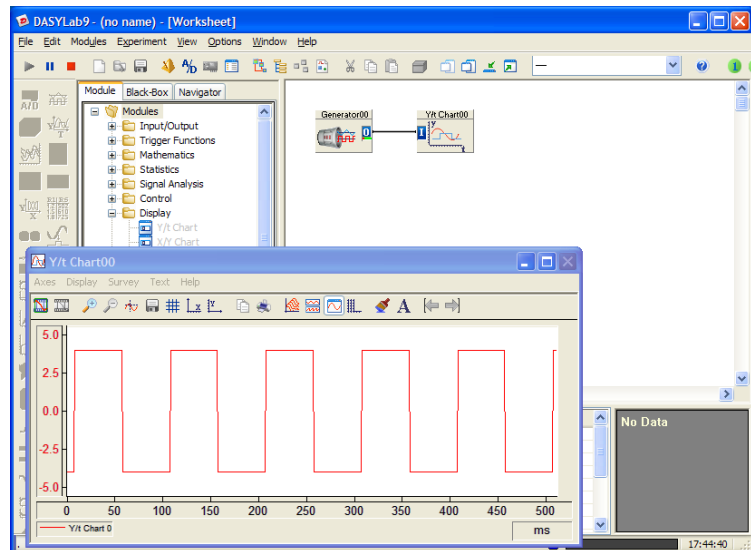 DASYLab9 - (no name) - [Worksheet]
File Edit Modules Experiment View Options Window Help
Module Black-Box Navigator
Modules
Input/Output
Trigger Functions
Mathematics
Statistics
Signal Analysis
Control
Display
Y/t Chart
X/Y Chart
Generator00
Y/t Chart00
Y/t Chart00
Axes Display Survey Text Help
5.0
2.5
0.0
-2.5
-5.0
0 50 100 150 200 250 300 350 400 450 500
Y/t Chart 0
ms
No Data
17:44:40